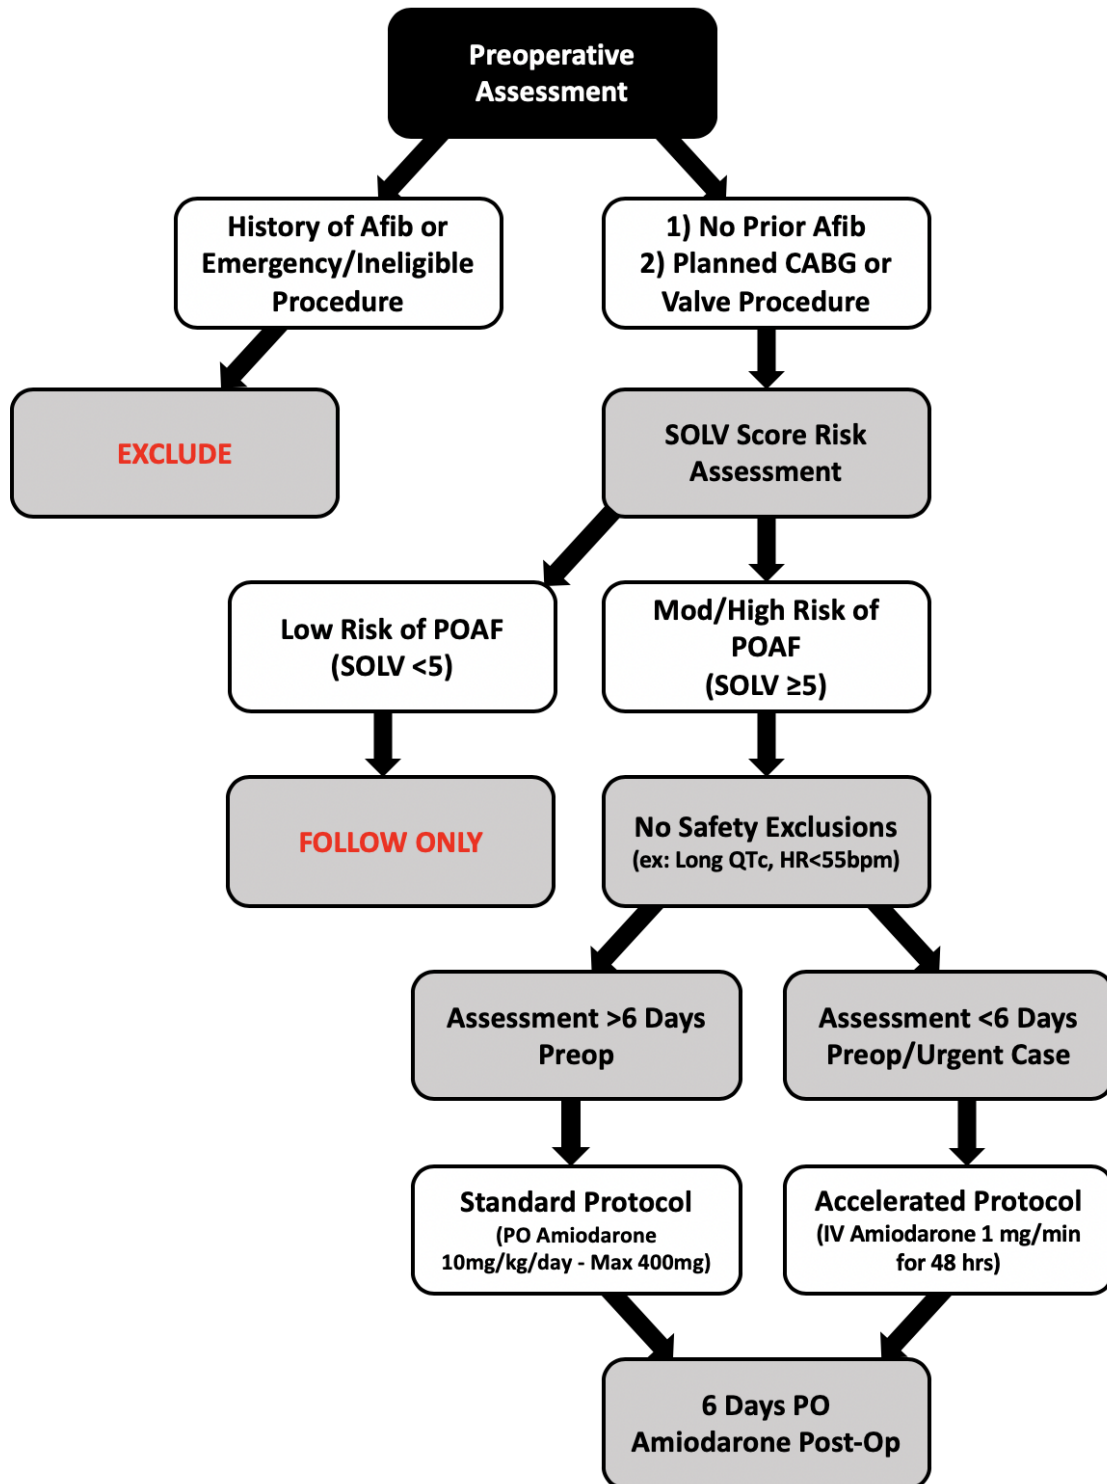 Preoperative
Assessment
History of Afib or
Emergency/Ineligible
Procedure
1) No Prior Afib
2) Planned CABG or
Valve Procedure
EXCLUDE
SOLV Score Risk
Assessment
Low Risk of POAF
(SOLV <5)
Mod/High Risk of
POAF
(SOLV ≥5)
FOLLOW ONLY
No Safety Exclusions
(ex: Long QTc, HR<55bpm)
Assessment >6 Days
Preop
Assessment <6 Days
Preop/Urgent Case
Standard Protocol
(PO Amiodarone
10mg/kg/day - Max 400mg)
Accelerated Protocol
(IV Amiodarone 1 mg/min
for 48 hrs)
6 Days PO
Amiodarone Post-Op